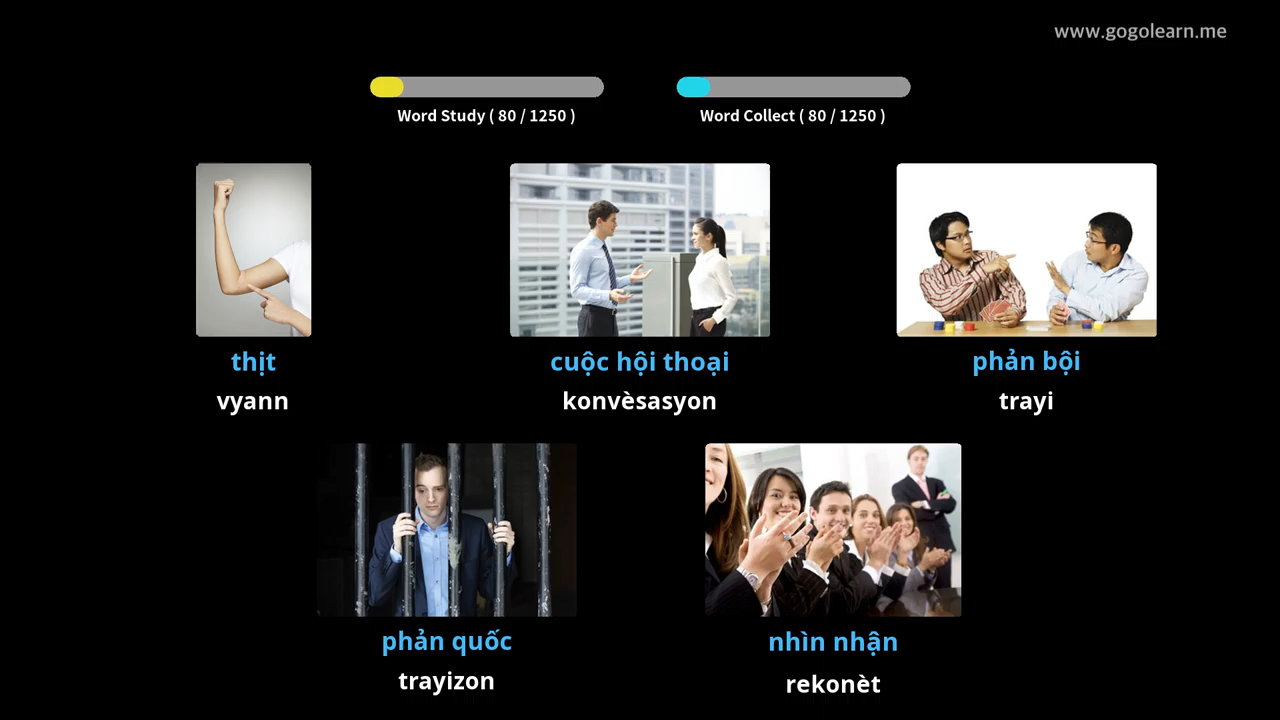 www.gogolearn.me
Word Study ( 80 / 1250 )
Word Collect ( 80 / 1250 )
thịt
vyann
cuộc hội thoại
konvèsasyon
phản bội
trayi
phản quốc
trayizon
nhìn nhận
rekonèt